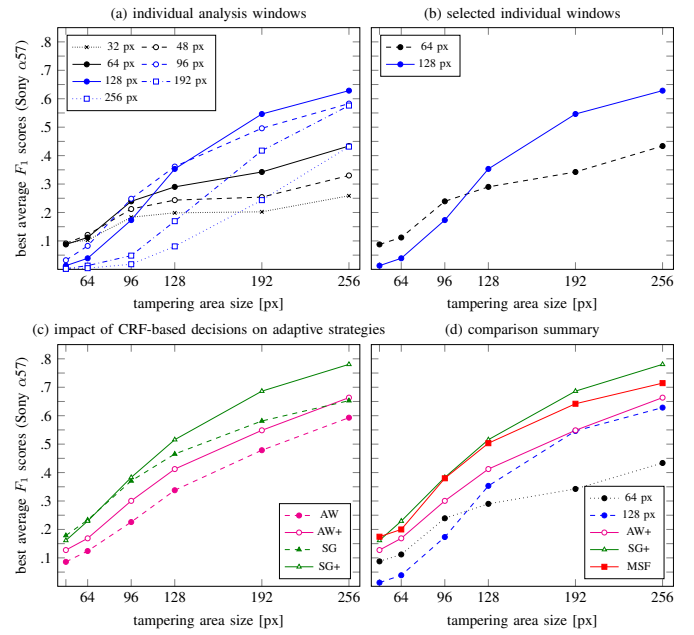 (a) individual analysis windows
.8
.7
.6
.5
.4
.3
.2
.1
best average F1 scores (Sony α57)
32 px 48 px
64 px 96 px
128 px 192 px
256 px
64 96 128 192 256
tampering area size [px]
(b) selected individual windows
64 px
128 px
64 96 128 192 256
tampering area size [px]
(c) impact of CRF-based decisions on adaptive strategies
.8
.7
.6
.5
.4
.3
.2
.1
best average F1 scores (Sony α57)
AW
AW+
SG
SG+
64 96 128 192 256
tampering area size [px]
(d) comparison summary
64 px
128 px
AW+
SG+
MSF
64 96 128 192 256
tampering area size [px]